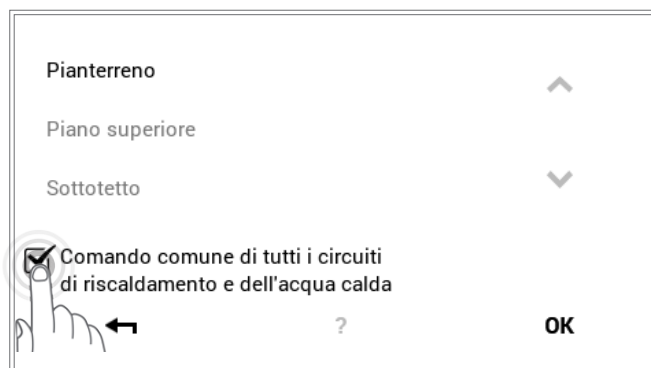 Pianterreno
Piano superiore
Sottotetto
Comando comune di tutti i circuiti
di riscaldamento e dell'acqua calda
?
OK